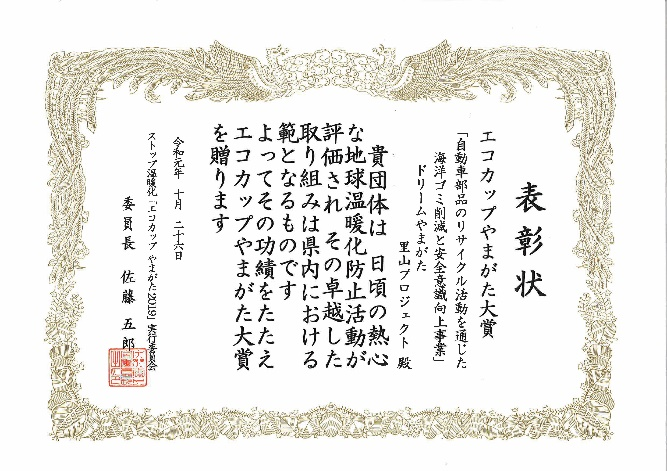 表彰状
エコカップやまがた大賞
「自動車部品のリサイクル活動を通じた
海洋ゴミ削減と安全意識向上事業」
ドリームやまがた
里山プロジェクト 殿
貴団体は 日頃の熱心
な地球温暖化防止活動が
評価され その卓越した
取り組みは県内における
範となるものです
よってその功績をたたえ
エコカップやまがた大賞
を贈ります
令和元年 十月 二十六日
ストップ温暖化「エコカップ やまがた2019」実行委員会
委員長 佐藤 五郎